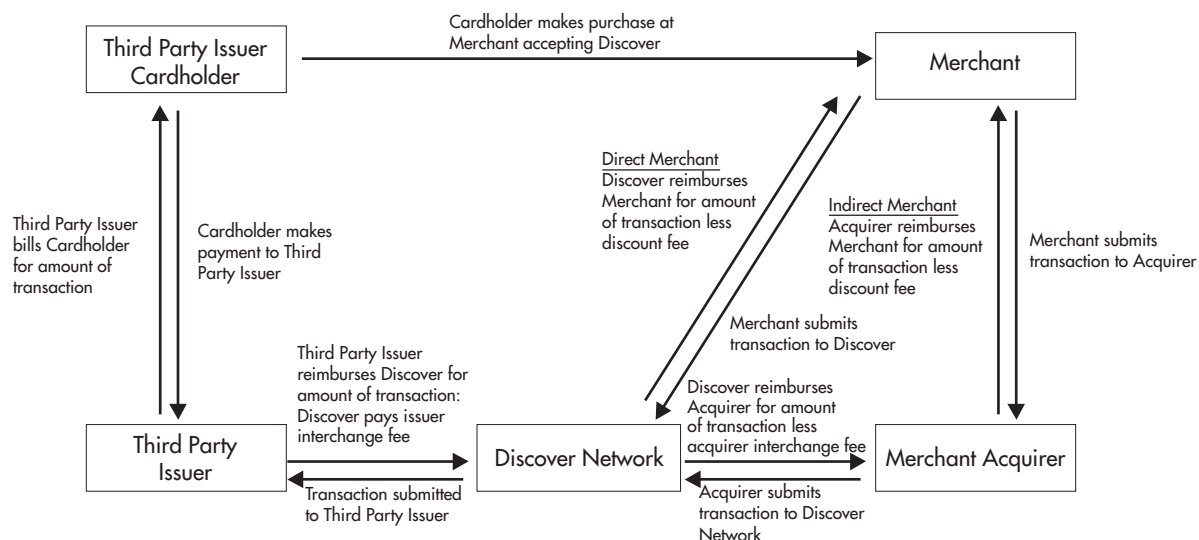 Cardholder makes purchase at
Merchant accepting Discover
Third Party Issuer
Cardholder
Merchant
Direct Merchant
Discover reimburses
Merchant for amount
of transaction less
discount fee
Indirect Merchant
Acquirer reimburses
Merchant for amount
of transaction less
discount fee
Third Party Issuer
bills Cardholder
for amount of
transaction
Cardholder makes
payment to Third
Party Issuer
Merchant submits
transaction to Acquirer
Merchant submits
transaction to Discover
Third Party Issuer
reimburses Discover for
amount of transaction:
Discover pays issuer
interchange fee
Discover reimburses
Acquirer for amount
of transaction less
acquirer interchange fee
Third Party
Issuer
Discover Network
Merchant Acquirer
Transaction submitted
to Third Party Issuer
Acquirer submits
transaction to Discover
Network